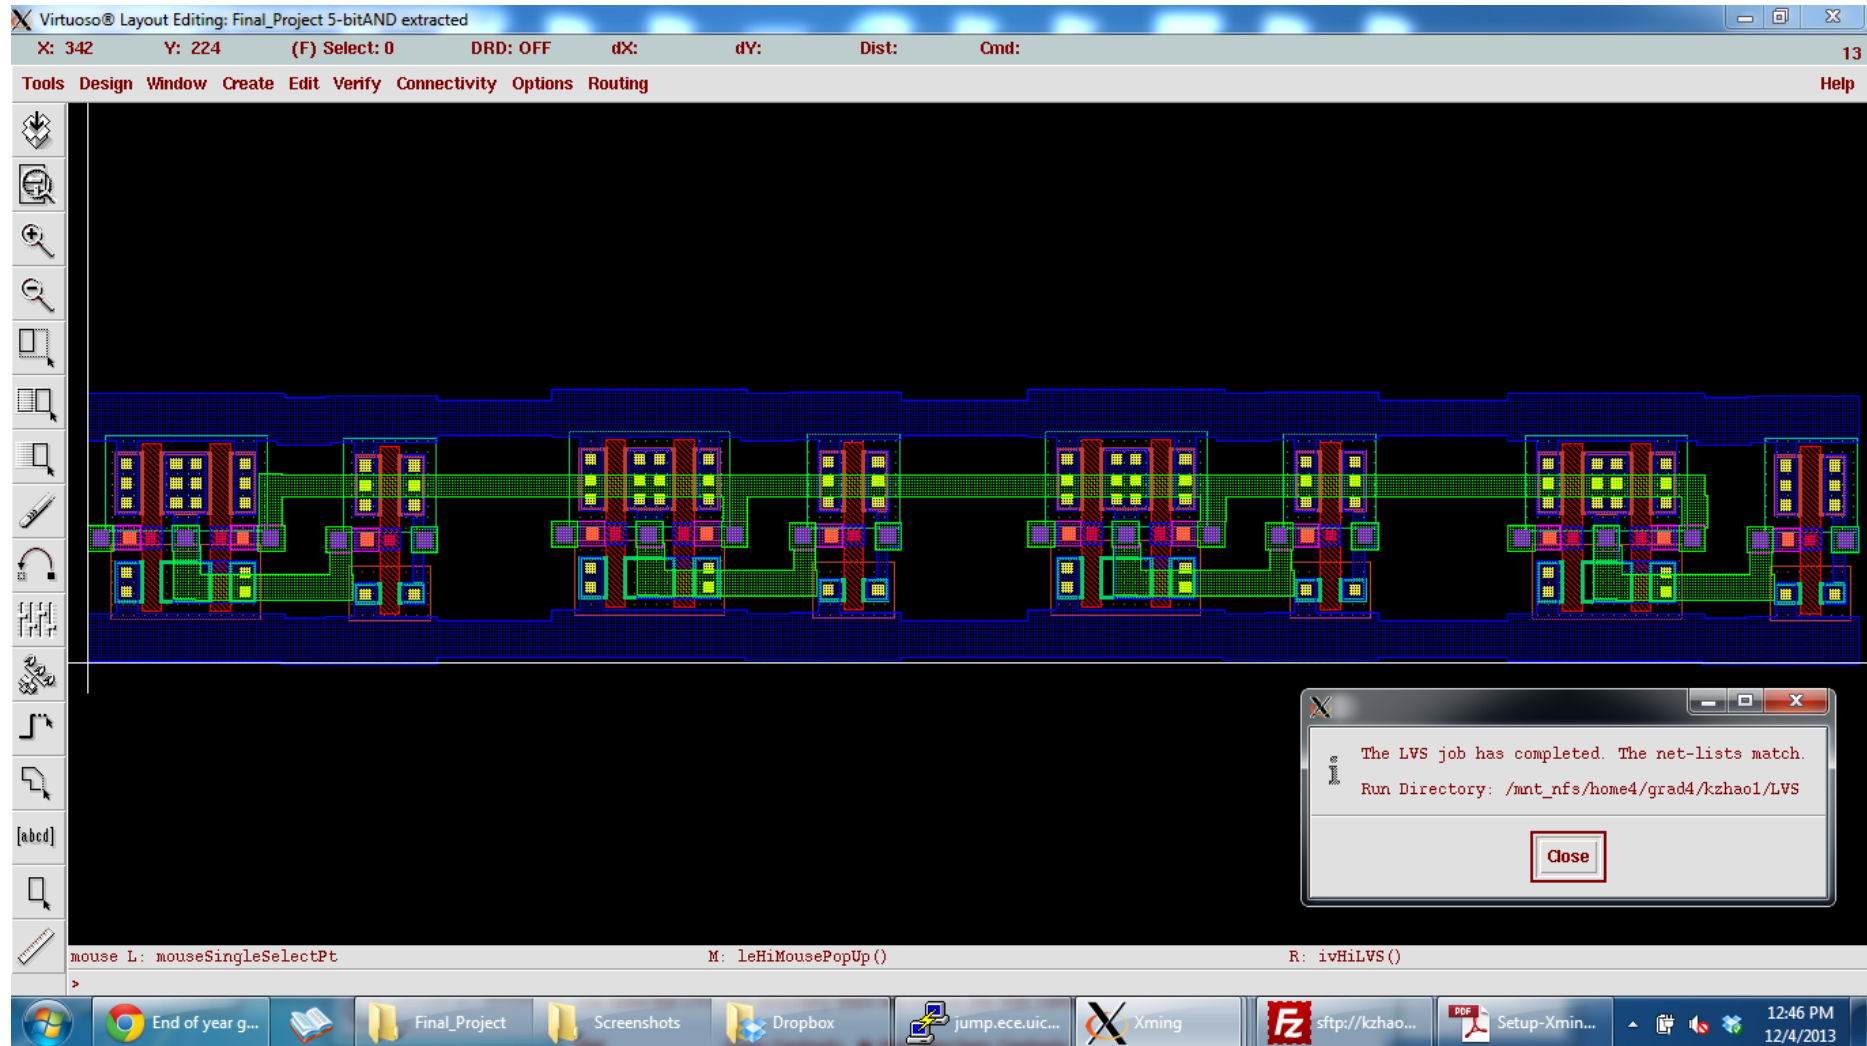 Virtuoso® Layout Editing: Final_Project 5-bitAND extracted
X: 342 Y: 224 (F) Select: 0 DRD: OFF dX: dY: Dist: Cmd: 13
Tools Design Window Create Edit Verify Connectivity Options Routing Help
[abcd]
The LVS job has completed. The net-lists match.
Run Directory: /mnt_nfs/home4/grad4/kzhao1/LVS
Close
mouse L: mouseSingleSelectPt M: leHiMousePopUp() R: ivHiLVS()
>
End of year g... Final_Project Screenshots Dropbox jump.ece.uic... Xming sftp://kzhao... PDF Setup-Xmin... 12:46 PM
12/4/2013